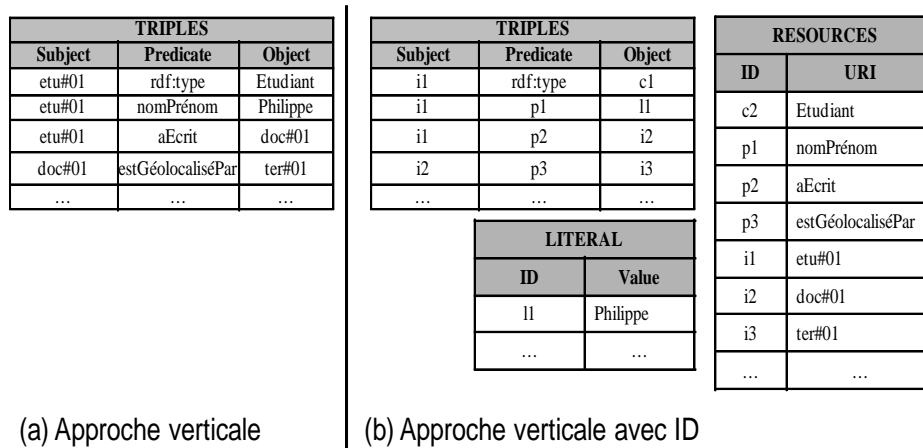 TRIPLES
Subject Predicate Object
etu#01 rdf:type Etudiant
etu#01 nomPrénom Philippe
etu#01 aEcrit doc#01
doc#01 estGéolocaliséPar ter#01
… … …
(a) Approche verticale
TRIPLES
Subject Predicate Object
i1 rdf:type c1
i1 p1 l1
i1 p2 i2
i2 p3 i3
… … …
LITERAL
ID Value
l1 Philippe
… …
RESOURCES
ID URI
c2 Etudiant
p1 nomPrénom
p2 aEcrit
p3 estGéolocaliséPar
i1 etu#01
i2 doc#01
i3 ter#01
… …
(b) Approche verticale avec ID